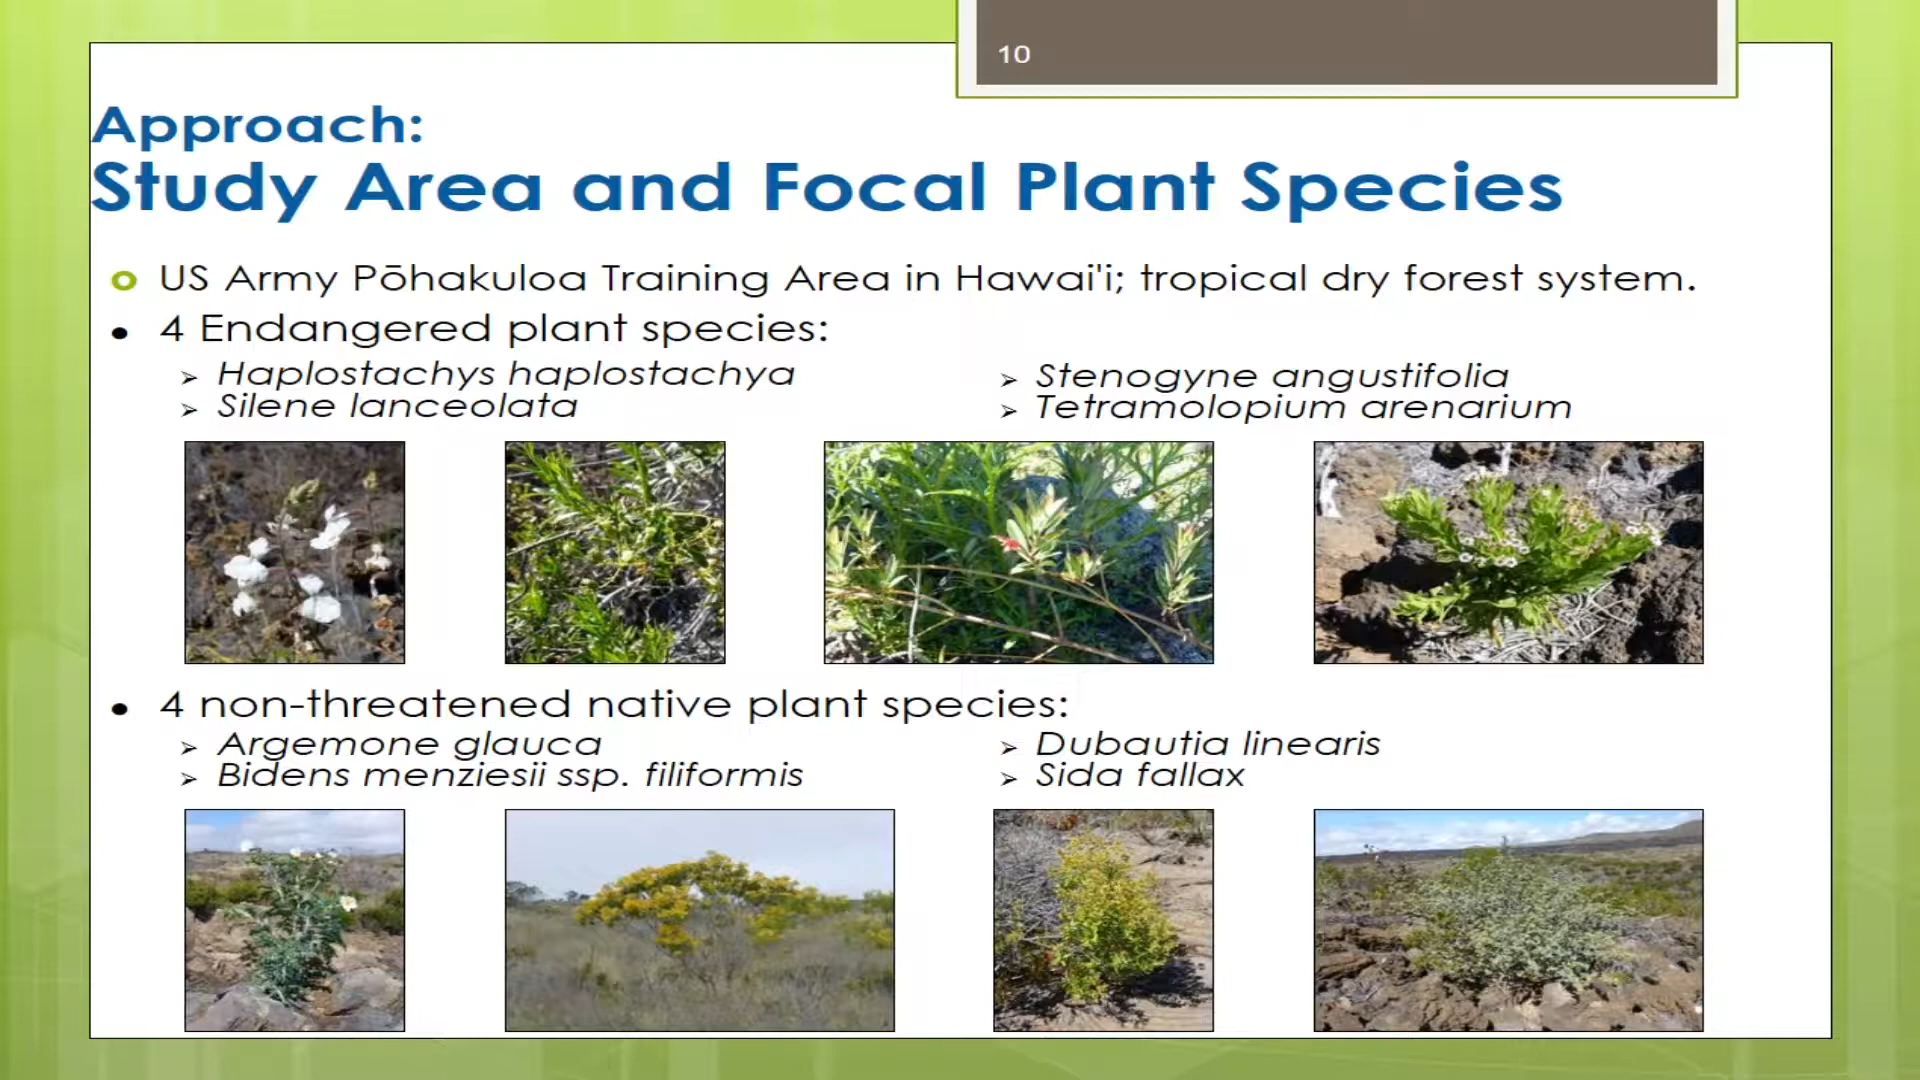 10
Approach:
Study Area and Focal Plant Species
US Army Pōhakuloa Training Area in Hawai'i; tropical dry forest system.
4 Endangered plant species:
Haplostachys haplostachya
Silene lanceolata
Stenogyne angustifolia
Tetramolopium arenarium
4 non-threatened native plant species:
Argemone glauca
Bidens menziesii ssp. filiformis
Dubautia linearis
Sida fallax